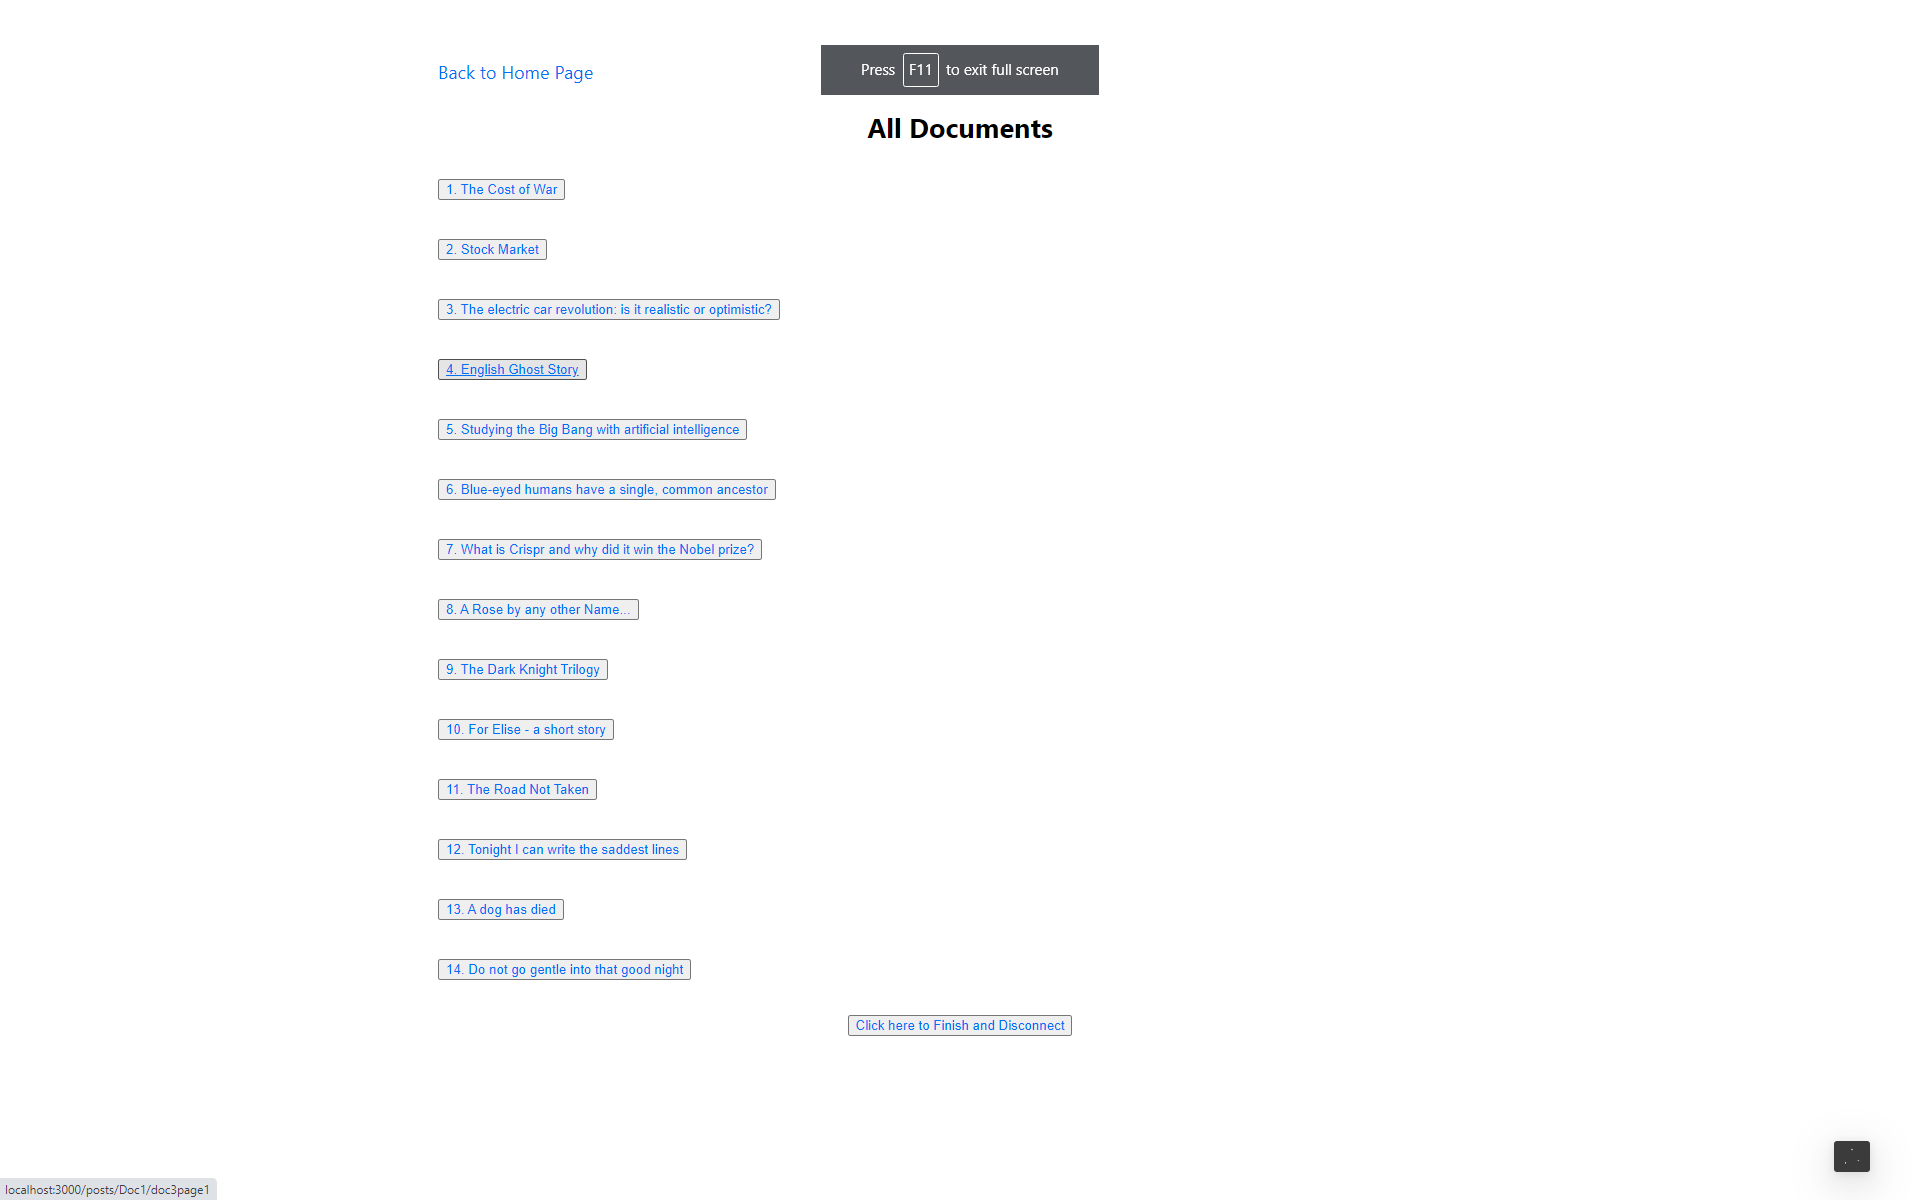 Back to Home Page
Press F11 to exit full screen
All Documents
1. The Cost of War
2. Stock Market
3. The electric car revolution: is it realistic or optimistic?
4. English Ghost Story
5. Studying the Big Bang with artificial intelligence
6. Blue-eyed humans have a single, common ancestor
7. What is Crispr and why did it win the Nobel prize?
8. A Rose by any other Name...
9. The Dark Knight Trilogy
10. For Elise - a short story
11. The Road Not Taken
12. Tonight I can write the saddest lines
13. A dog has died
14. Do not go gentle into that good night
Click here to Finish and Disconnect
localhost:3000/posts/Doc1/doc3page1